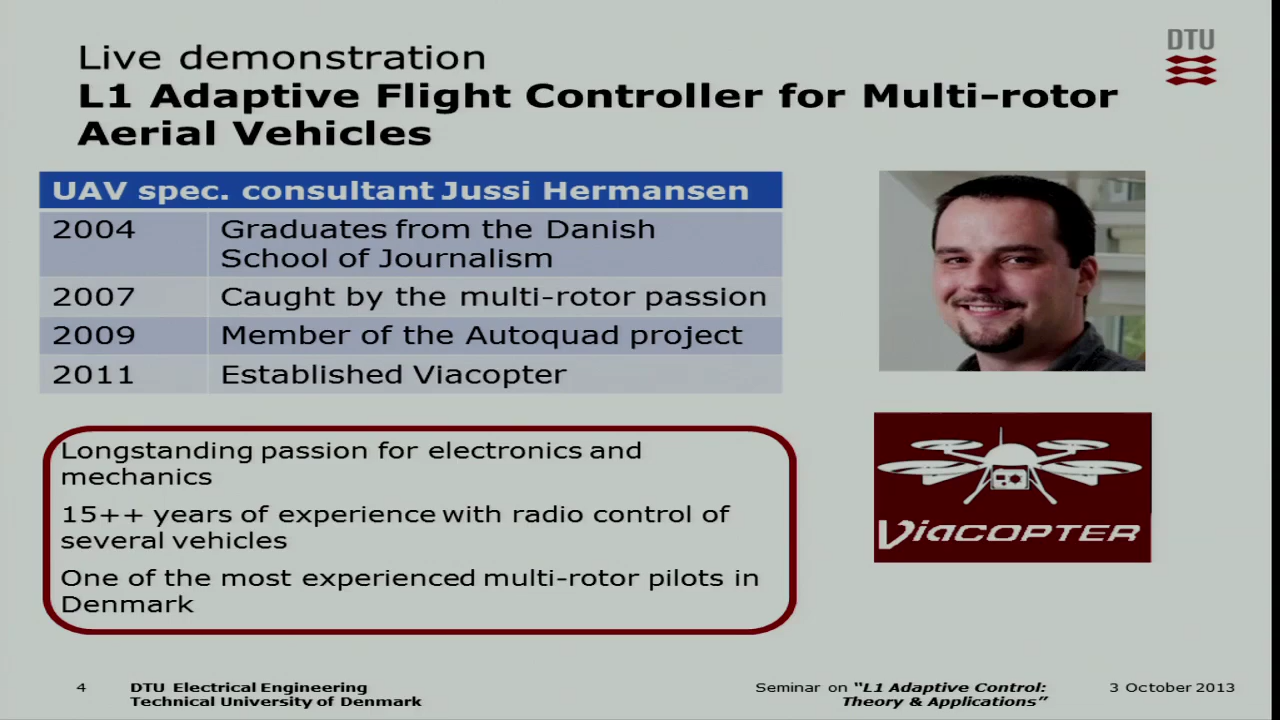 Live demonstration
L1 Adaptive Flight Controller for Multi-rotor
Aerial Vehicles
DTU
UAV spec. consultant Jussi Hermansen
2004 Graduates from the Danish
School of Journalism
2007 Caught by the multi-rotor passion
2009 Member of the Autoquad project
2011 Established Viacopter
Longstanding passion for electronics and
mechanics
15++ years of experience with radio control of
several vehicles
One of the most experienced multi-rotor pilots in
Denmark
VIACOPTER
4 DTU Electrical Engineering
Technical University of Denmark
Seminar on "L1 Adaptive Control:
Theory & Applications"
3 October 2013